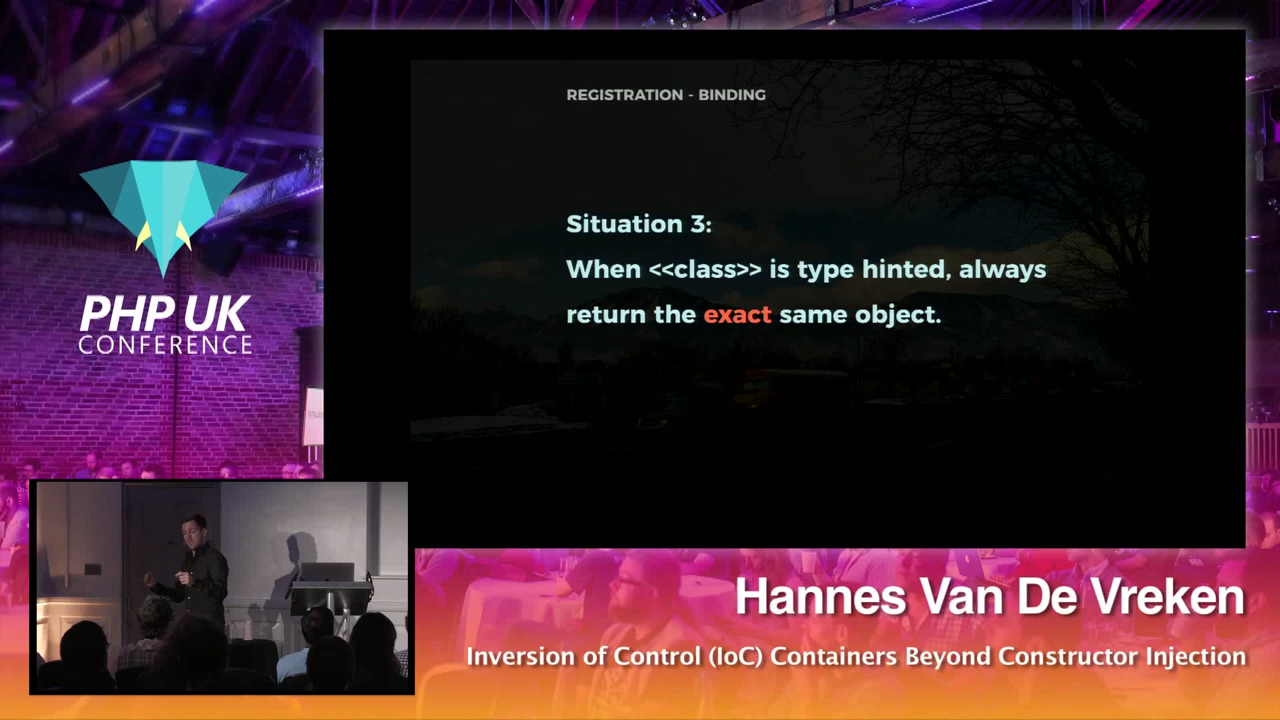 REGISTRATION - BINDING
Situation 3:
When <<class>> is type hinted, always
return the exact same object.
PHP UK
CONFERENCE
Hannes Van De Vreken
Inversion of Control (IoC) Containers Beyond Constructor Injection